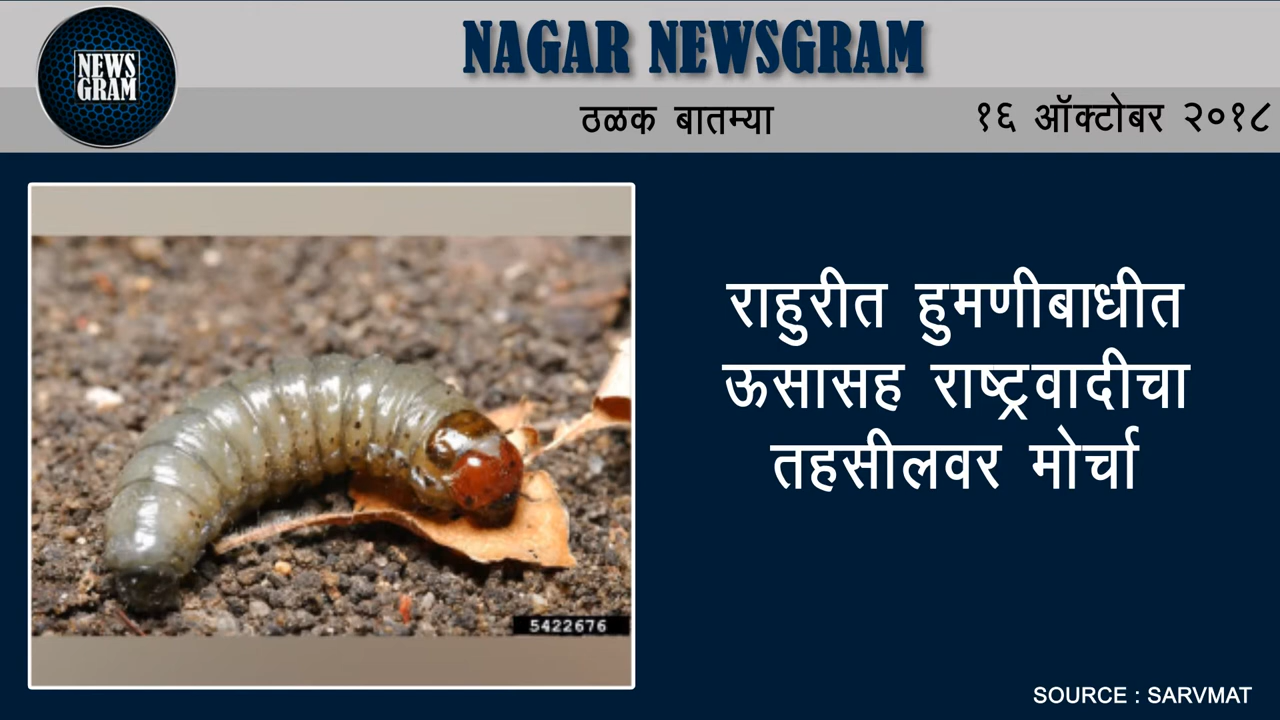 NEWS
GRAM
NAGAR NEWSGRAM
ठळक बातम्या
१६ ऑक्टोबर २०१८
राहुरीत हुमणीबाधीत
ऊसासह राष्ट्रवादीचा
तहसीलवर मोर्चा
5422676
SOURCE : SARVMAT